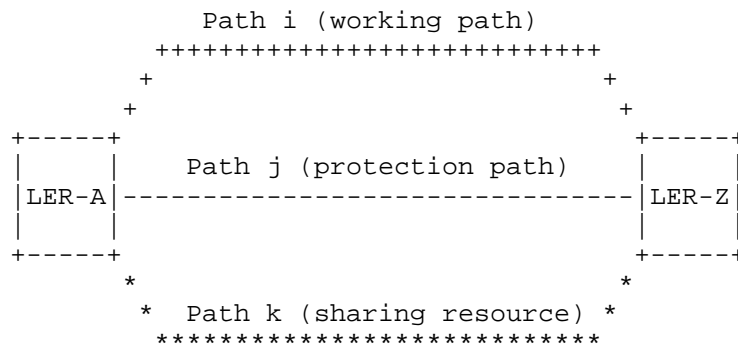 Path i (working path)
LER-A
Path j (protection path)
LER-Z
Path k (sharing resource)